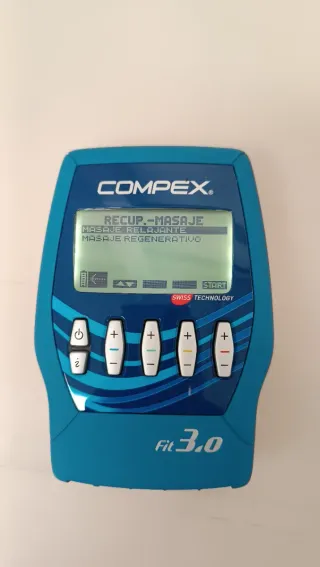 COMPEX®
RECUP.-MASAJE
MASAJE RELAJANTE
MASAJE REGENERATIVO
START
SWISS TECHNOLOGY
+ + + +
i
- - - -
Fit 3.0